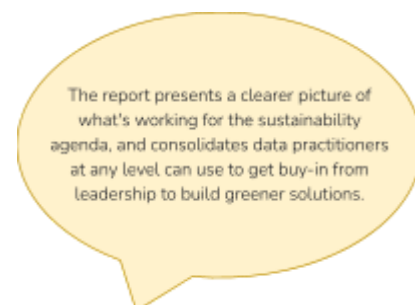 The report presents a clearer picture of
what's working for the sustainability
agenda, and consolidates data practitioners
at any level can use to get buy-in from
leadership to build greener solutions.